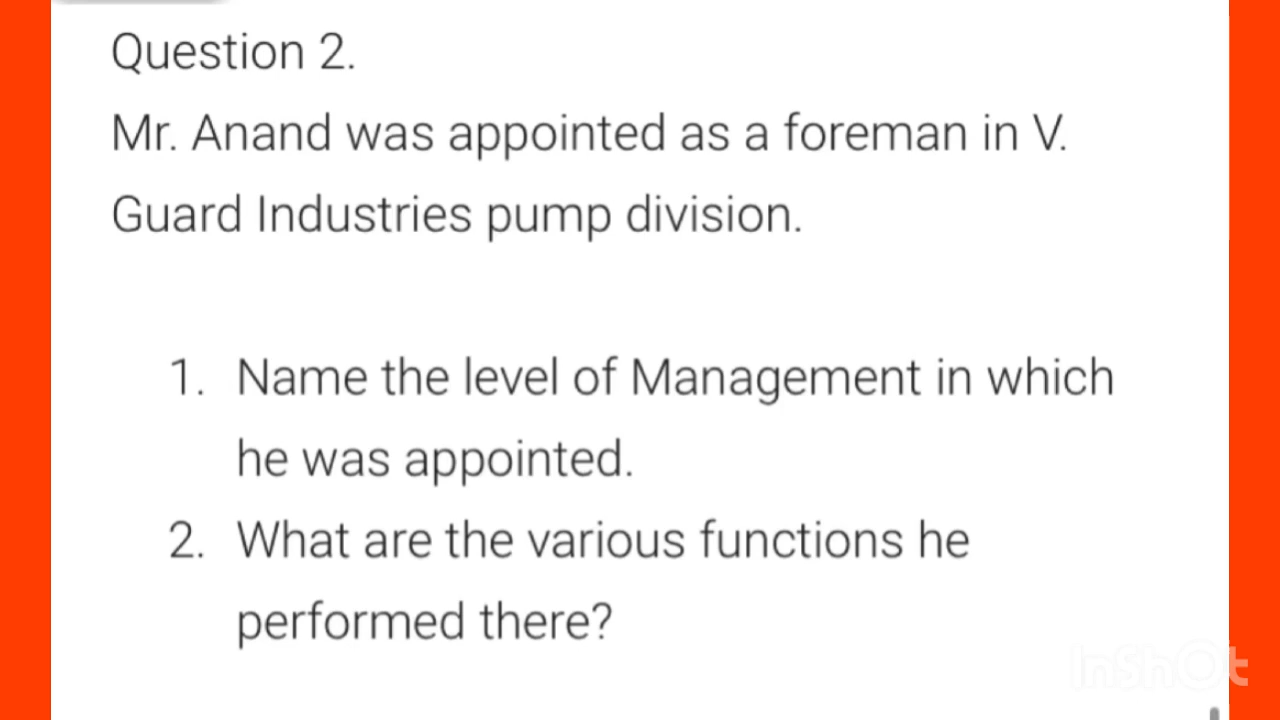 Question 2.
Mr. Anand was appointed as a foreman in V.
Guard Industries pump division.
1. Name the level of Management in which
he was appointed.
2. What are the various functions he
performed there?
InShOt